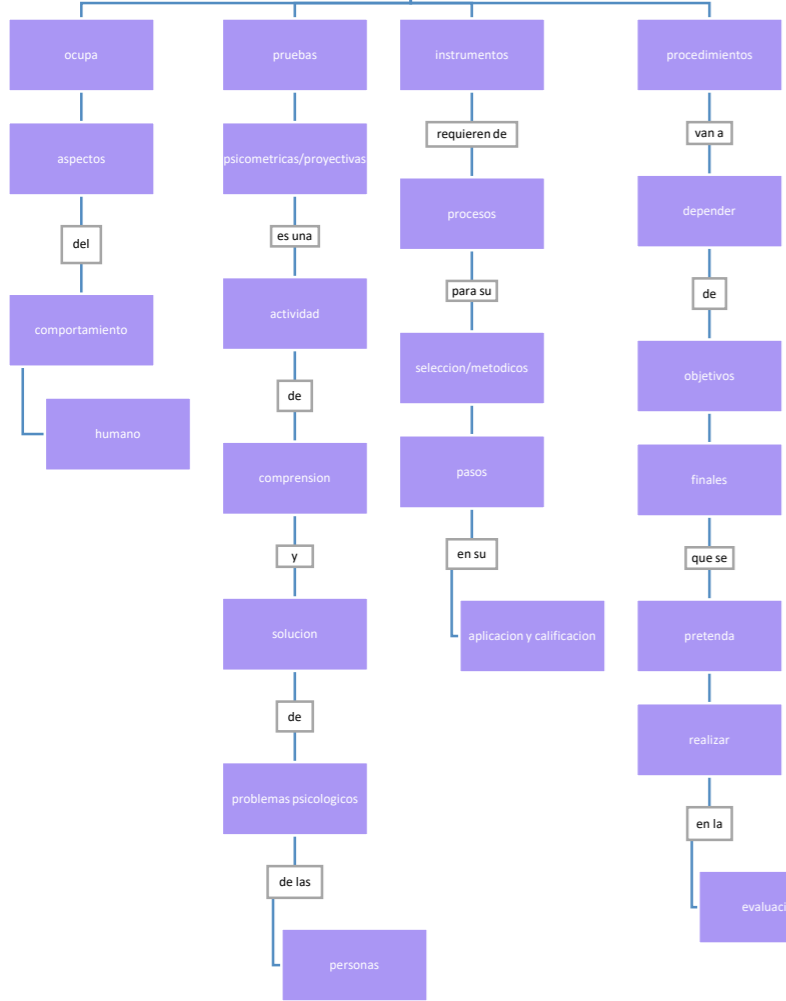 ocupa
aspectos
del
comportamiento
humano
pruebas
psicometricas/proyectivas
es una
actividad
de
comprension
y
solucion
de
problemas psicologicos
de las
personas
instrumentos
requieren de
procesos
para su
seleccion/metodicos
pasos
en su
aplicacion y calificacion
procedimientos
van a
depender
de
objetivos
finales
que se
pretenda
realizar
en la
evaluaci